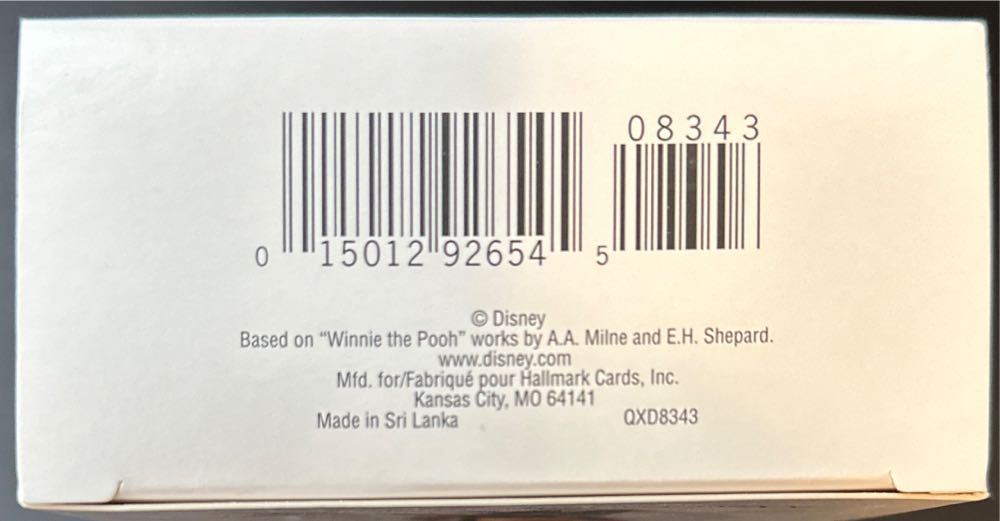 08343
0 15012 92654 5
© Disney
Based on "Winnie the Pooh" works by A.A. Milne and E.H. Shepard.
www.disney.com
Mfd. for/Fabriqué pour Hallmark Cards, Inc.
Kansas City, MO 64141
Made in Sri Lanka QXD8343